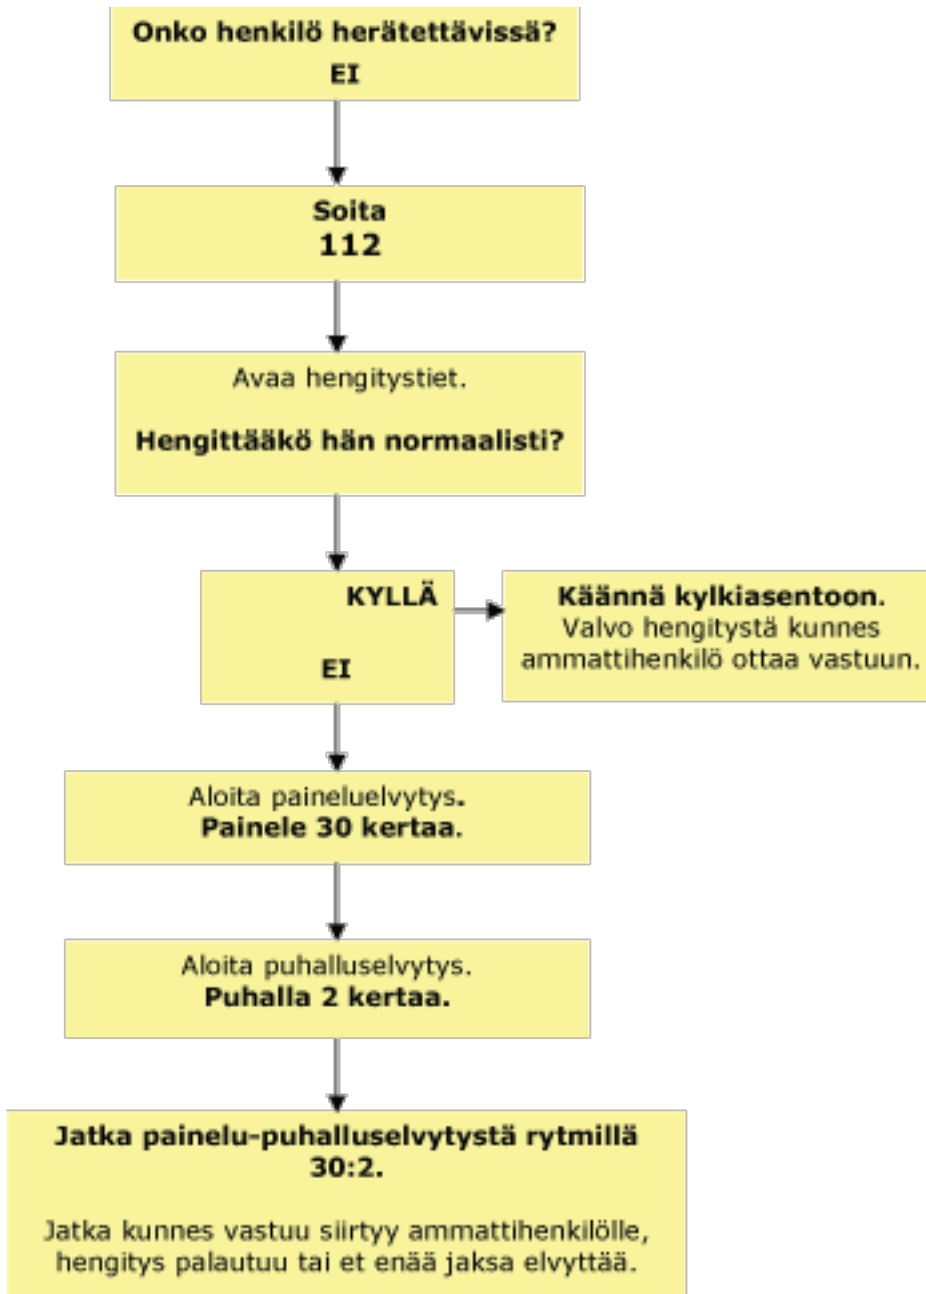 Onko henkilö herätettävissä?
EI
Soita
112
Avaa hengitystiet.
Hengittääkö hän normaalisti?
KYLLÄ
EI
Käännä kylkiasentoon.
Valvo hengitystä kunnes
ammattihenkilö ottaa vastuun.
Aloita paineluelvytys.
Painele 30 kertaa.
Aloita puhalluselvytys.
Puhalla 2 kertaa.
Jatka painelu-puhalluselvytystä rytmillä
30:2.
Jatka kunnes vastuu siirtyy ammattihenkilölle,
hengitys palautuu tai et enää jaksa elvyttää.